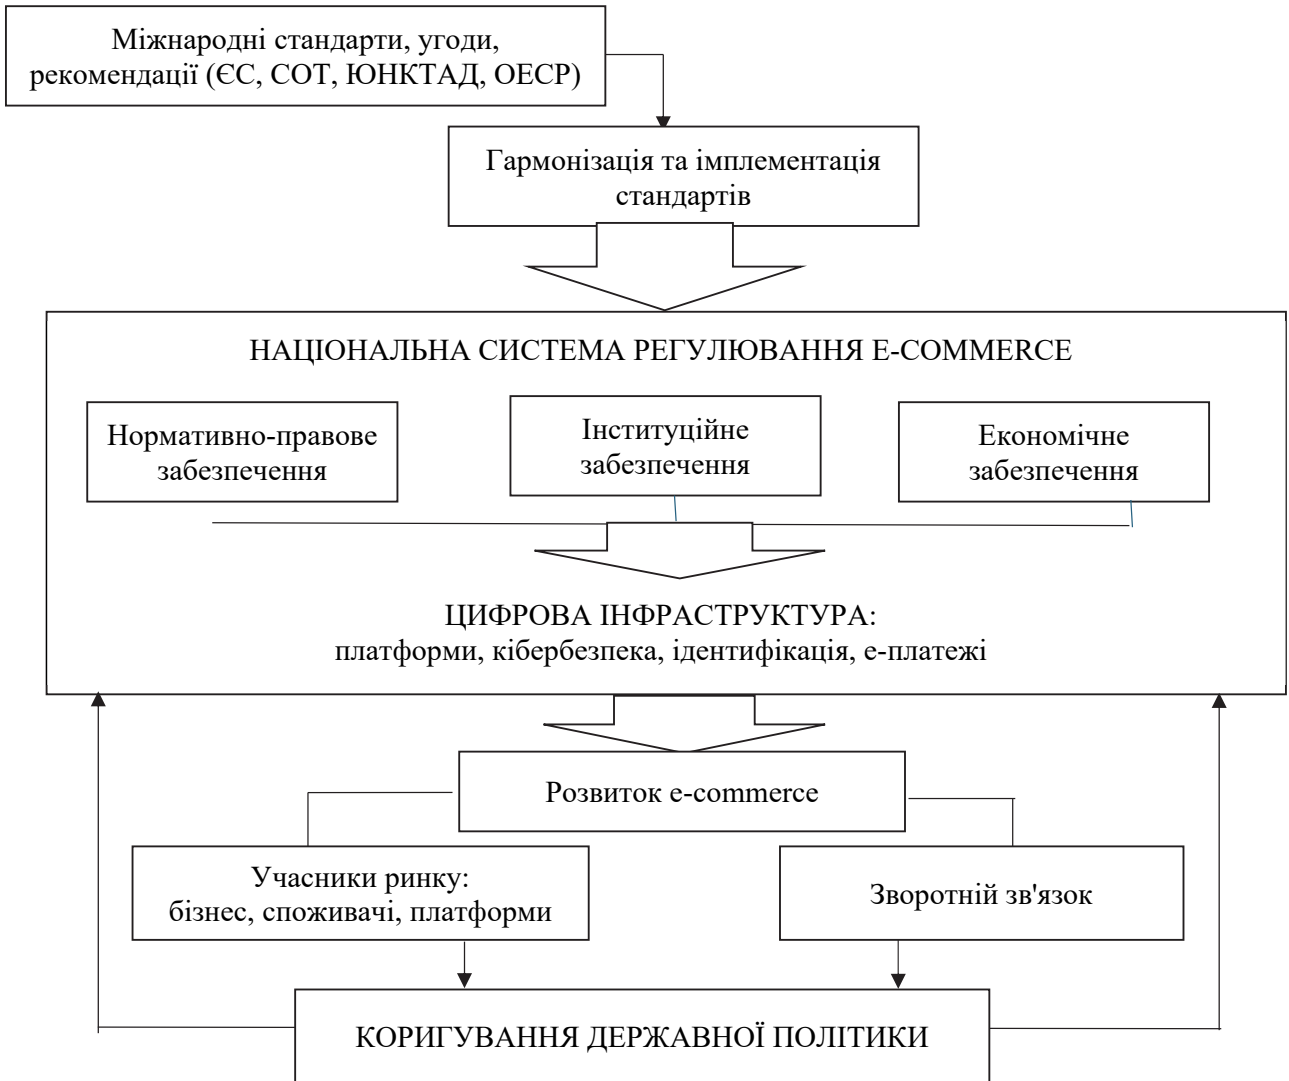 Міжнародні стандарти, угоди,
рекомендації (ЄС, СОТ, ЮНКТАД, ОЕСР)
Гармонізація та імплементація
стандартів
НАЦІОНАЛЬНА СИСТЕМА РЕГУЛЮВАННЯ E-COMMERCE
Нормативно-правове
забезпечення
Інституційне
забезпечення
Економічне
забезпечення
ЦИФРОВА ІНФРАСТРУКТУРА:
платформи, кібербезпека, ідентифікація, е-платежі
Розвиток e-commerce
Учасники ринку:
бізнес, споживачі, платформи
Зворотній зв'язок
КОРИГУВАННЯ ДЕРЖАВНОЇ ПОЛІТИКИ